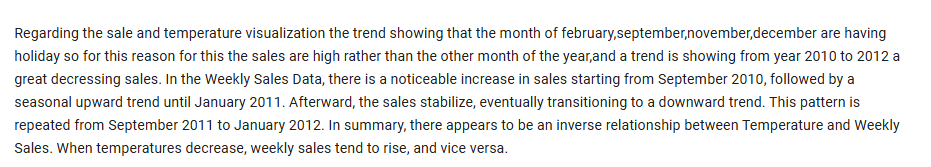 Regarding the sale and temperature visualization the trend showing that the month of february,september,november,december are having
holiday so for this reason for this the sales are high rather than the other month of the year,and a trend is showing from year 2010 to 2012 a
great decressing sales. In the Weekly Sales Data, there is a noticeable increase in sales starting from September 2010, followed by a
seasonal upward trend until January 2011. Afterward, the sales stabilize, eventually transitioning to a downward trend. This pattern is
repeated from September 2011 to January 2012. In summary, there appears to be an inverse relationship between Temperature and Weekly
Sales. When temperatures decrease, weekly sales tend to rise, and vice versa.